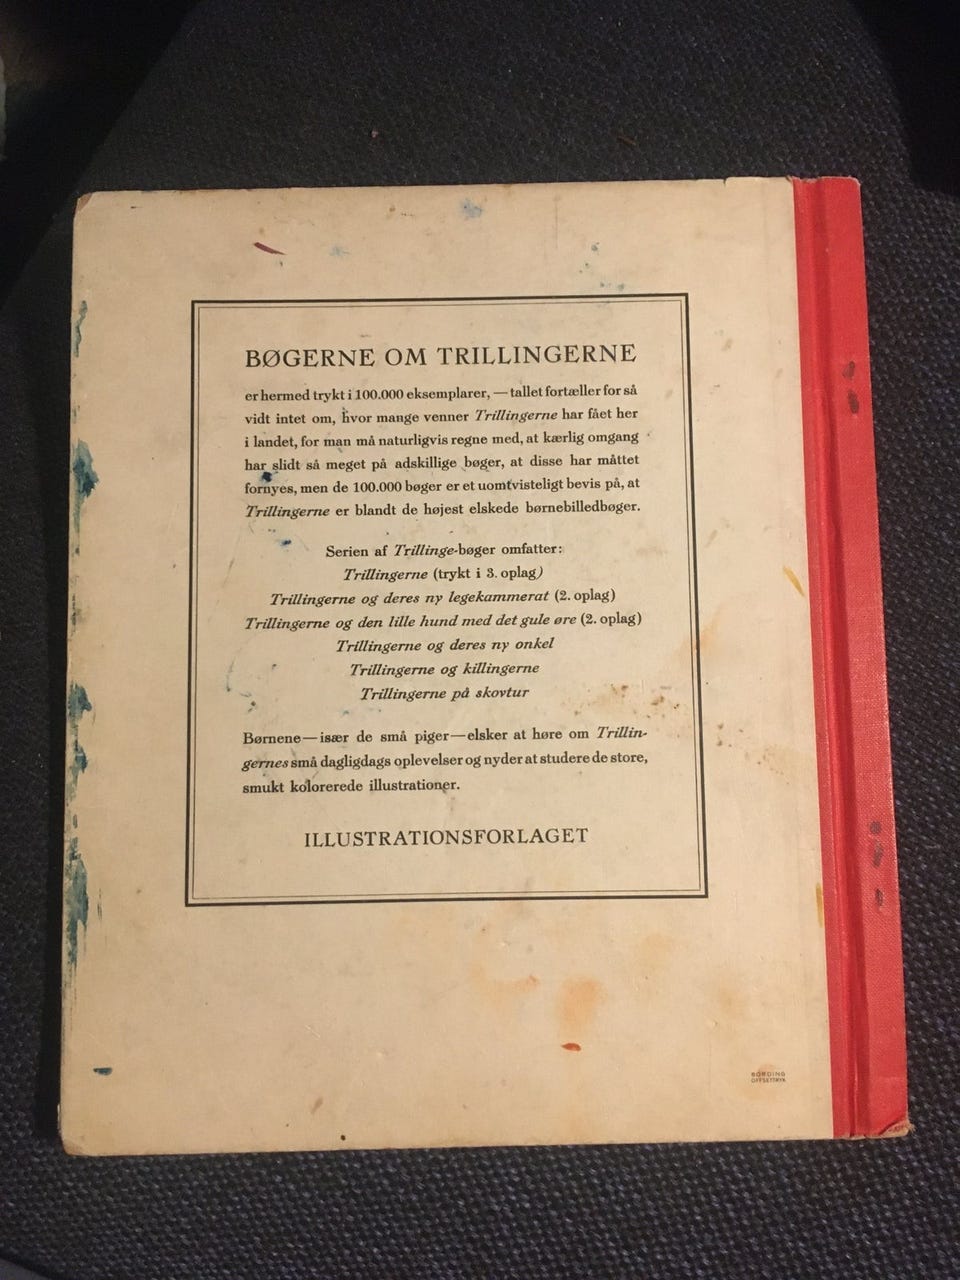 BØGERNE OM TRILLINGERNE
er hermed trykt i 100.000 eksemplarer, — tallet fortæller for så
vidt intet om, hvor mange venner Trillingerne har fået her
i landet, for man må naturligvis regne med, at kærlig omgang
har slidt så meget på adskillige bøger, at disse har måttet
fornyes, men de 100.000 bøger er et uomtvisteligt bevis på, at
Trillingerne er blandt de højest elskede børnebilledbøger.
Serien af Trillinge-bøger omfatter:
Trillingerne (trykt i 3. oplag)
Trillingerne og deres ny legekammerat (2. oplag)
Trillingerne og den lille hund med det gule øre (2. oplag)
Trillingerne og deres ny onkel
Trillingerne og killingerne
Trillingerne på skovtur
Børnene — især de små piger — elsker at høre om Trillin-
gernes små dagligdags oplevelser og nyder at studere de store,
smukt kolorerede illustrationer.
ILLUSTRATIONSFORLAGET
BORDING
OFFSETTRYK